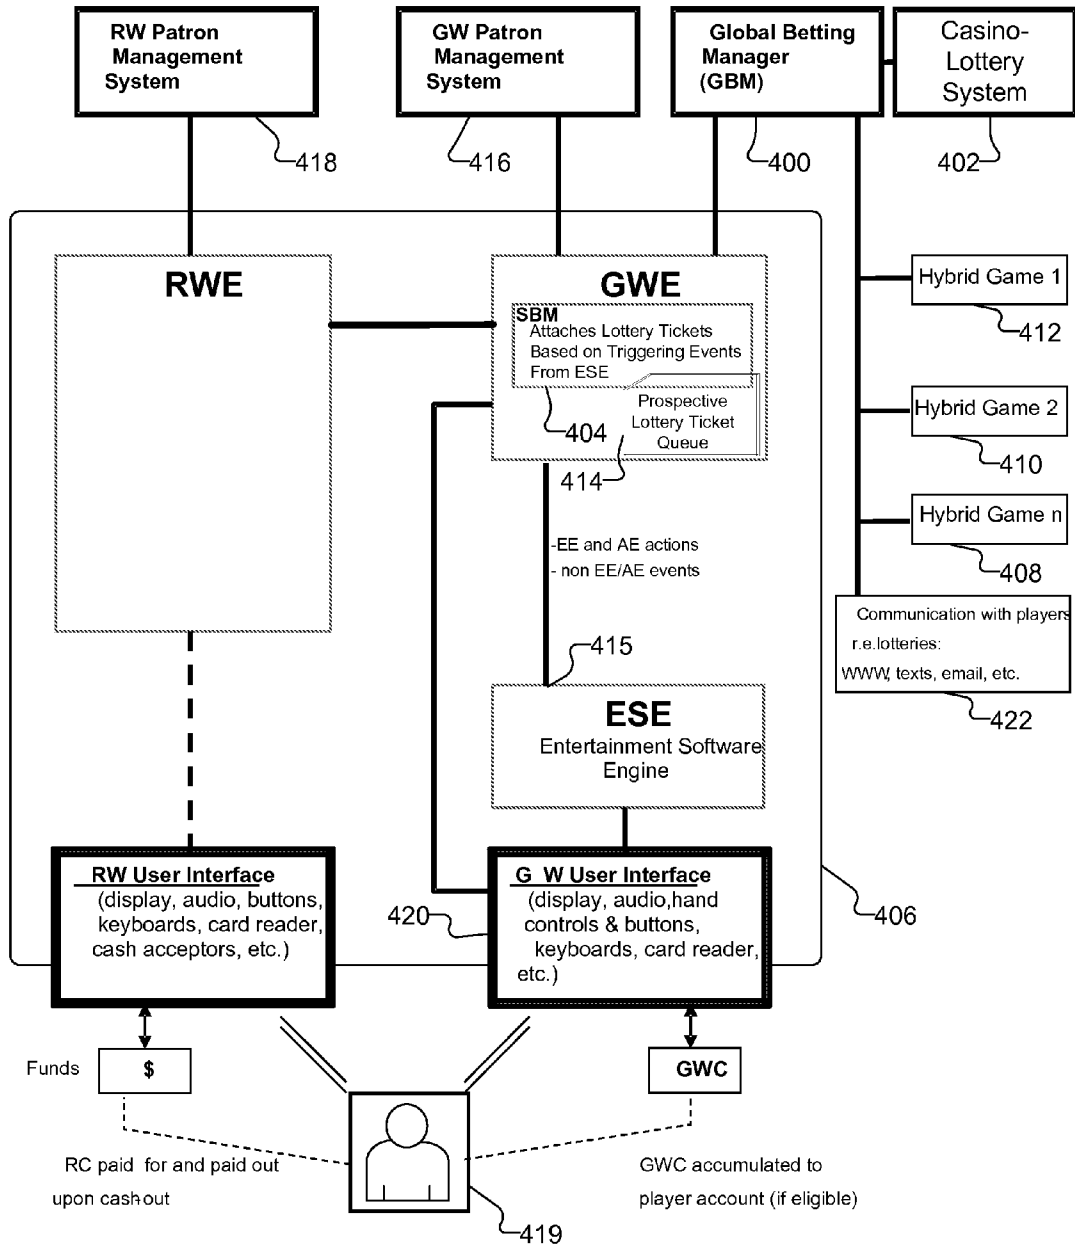 RW Patron
Management
System
GW Patron
Management
System
Global Betting
Manager
(GBM)
Casino-
Lottery
System
418
416
400
402
RWE
GWE
SBM
Attaches Lottery Tickets
Based on Triggering Events
From ESE
Prospective
Lottery Ticket
Queue
404
414
Hybrid Game 1
412
Hybrid Game 2
410
Hybrid Game n
408
-EE and AE actions
- non EE/AE events
Communication with players
r.e.lotteries:
WWW, texts, email, etc.
422
415
ESE
Entertainment Software
Engine
RW User Interface
(display, audio, buttons,
keyboards, card reader,
cash acceptors, etc.)
G W User Interface
(display, audio,hand
controls & buttons,
keyboards, card reader,
etc.)
420
406
Funds
$
GWC
RC paid for and paid out
upon cash-out
GWC accumulated to
player account (if eligible)
419